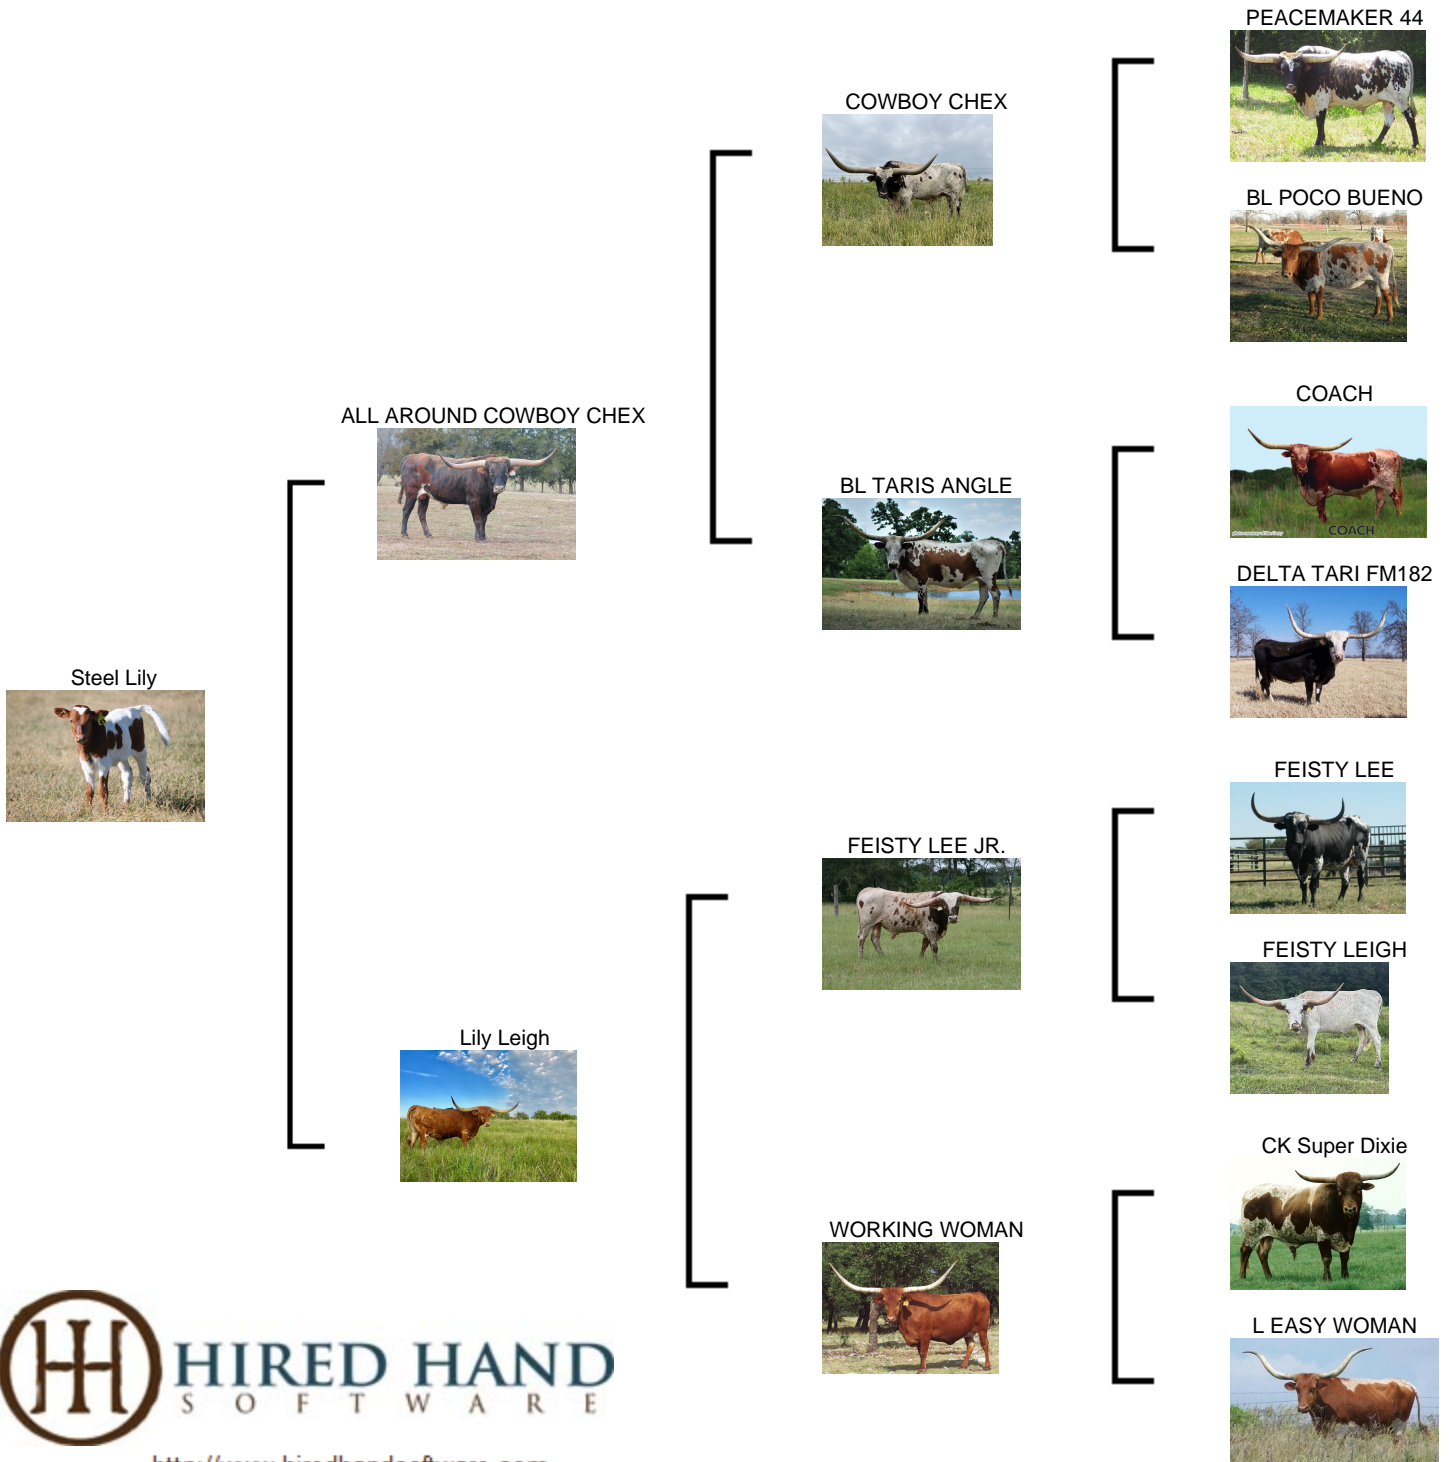 PEACEMAKER 44
COWBOY CHEX
BL POCO BUENO
COACH
ALL AROUND COWBOY CHEX
BL TARIS ANGLE
COACH
DELTA TARI FM182
Steel Lily
FEISTY LEE
FEISTY LEE JR.
FEISTY LEIGH
Lily Leigh
CK Super Dixie
WORKING WOMAN
L EASY WOMAN
HIRED HAND
SOFTWARE